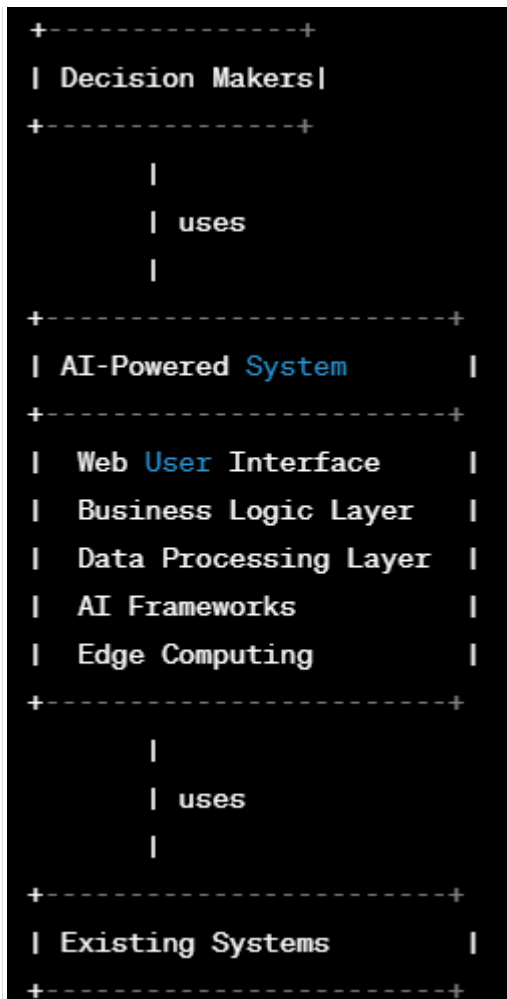 +---------------+
| Decision Makers|
+---------------+
|
| uses
|
+------------------------+
| AI-Powered System |
+------------------------+
| Web User Interface |
| Business Logic Layer |
| Data Processing Layer |
| AI Frameworks |
| Edge Computing |
+------------------------+
|
| uses
|
+------------------------+
| Existing Systems |
+------------------------+